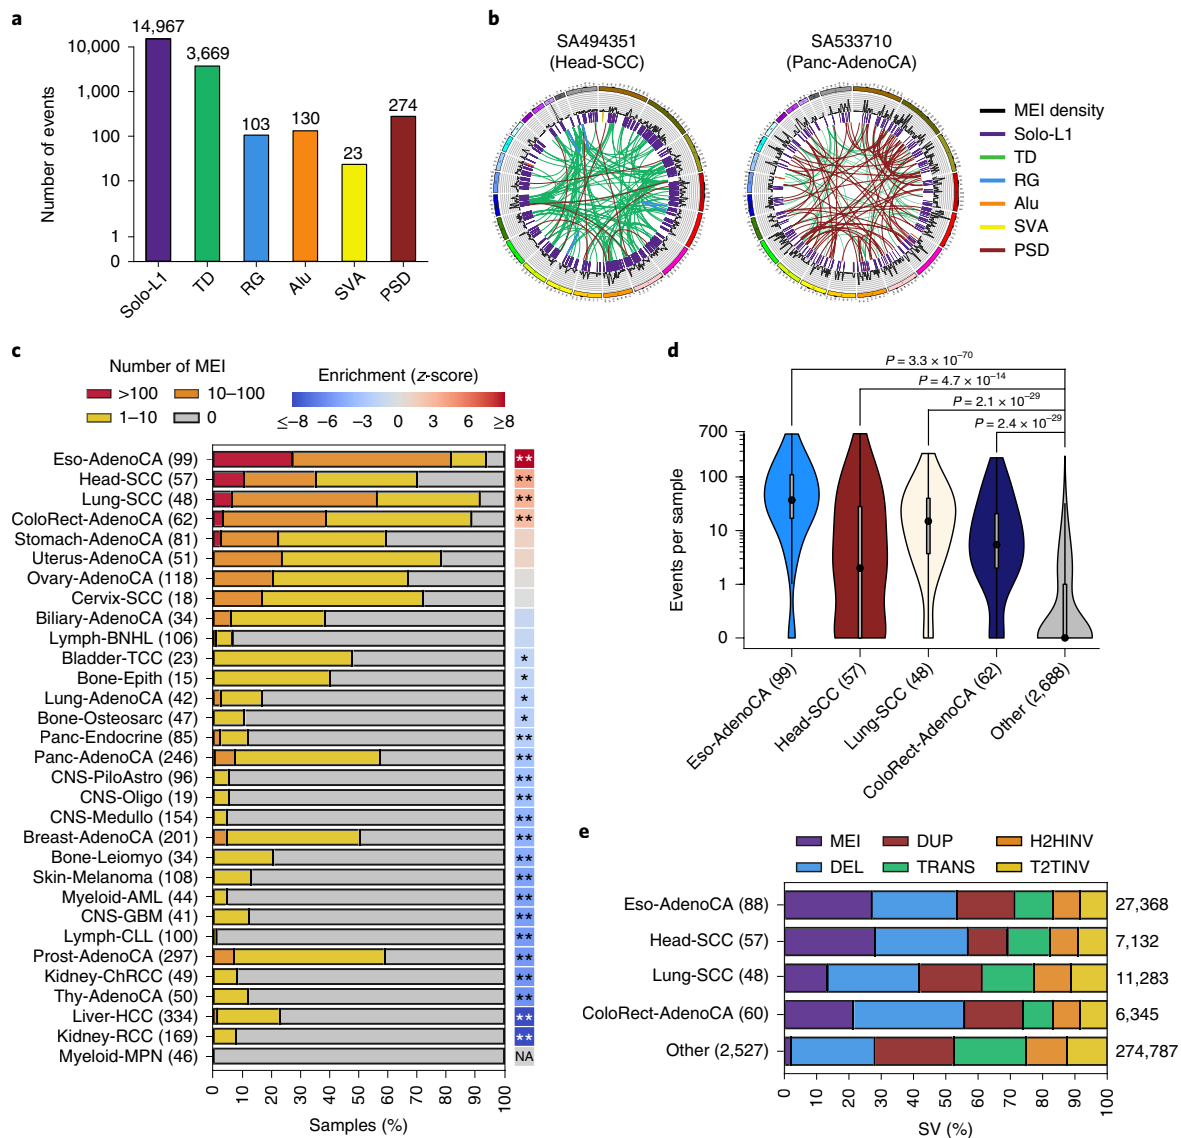 a
14,967
3,669
103
130
23
274
10,000
1,000
100
10
1
0
Number of events
Solo-L1
TD
RG
Alu
SVA
PSD
b
SA494351
(Head-SCC)
SA533710
(Panc-AdenoCA)
MEI density
Solo-L1
TD
RG
Alu
SVA
PSD
c
Number of MEI
>100
10–100
1–10
0
Enrichment (z-score)
≤–8 –6 –3 0 3 6 ≥8
Eso-AdenoCA (99) **
Head-SCC (57) **
Lung-SCC (48) **
ColoRect-AdenoCA (62) **
Stomach-AdenoCA (81)
Uterus-AdenoCA (51)
Ovary-AdenoCA (118)
Cervix-SCC (18)
Biliary-AdenoCA (34)
Lymph-BNHL (106)
Bladder-TCC (23) *
Bone-Epith (15) *
Lung-AdenoCA (42) *
Bone-Osteosarc (47) *
Panc-Endocrine (85) **
Panc-AdenoCA (246) **
CNS-PiloAstro (96) **
CNS-Oligo (19) **
CNS-Medullo (154) **
Breast-AdenoCA (201) **
Bone-Leiomyo (34) **
Skin-Melanoma (108) **
Myeloid-AML (44) **
CNS-GBM (41) **
Lymph-CLL (100) **
Prost-AdenoCA (297) **
Kidney-ChRCC (49) **
Thy-AdenoCA (50) **
Liver-HCC (334) **
Kidney-RCC (169) **
Myeloid-MPN (46) NA
0 10 20 30 40 50 60 70 80 90 100
Samples (%)
d
P = 3.3 × 10⁻⁷⁰
P = 4.7 × 10⁻¹⁴
P = 2.1 × 10⁻²⁹
P = 2.4 × 10⁻²⁹
700
100
10
1
0
Events per sample
Eso-AdenoCA (99)
Head-SCC (57)
Lung-SCC (48)
ColoRect-AdenoCA (62)
Other (2,688)
e
MEI DUP H2HINV
DEL TRANS T2TINV
Eso-AdenoCA (88) 27,368
Head-SCC (57) 7,132
Lung-SCC (48) 11,283
ColoRect-AdenoCA (60) 6,345
Other (2,527) 274,787
0 10 20 30 40 50 60 70 80 90 100
SV (%)